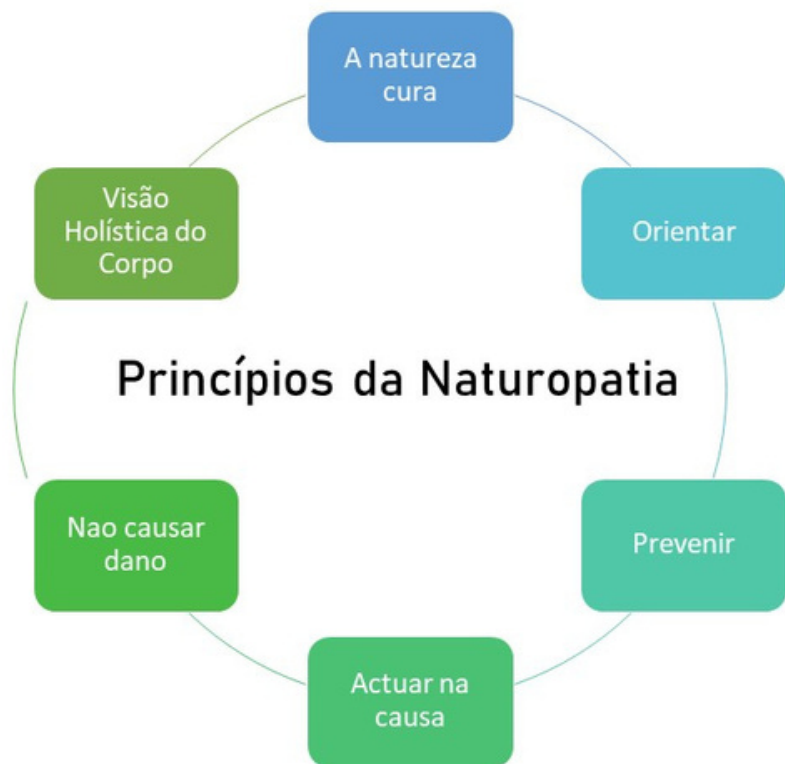 A natureza
cura
Orientar
Prevenir
Actuar na
causa
Nao causar
dano
Visão
Holística do
Corpo
Princípios da Naturopatia